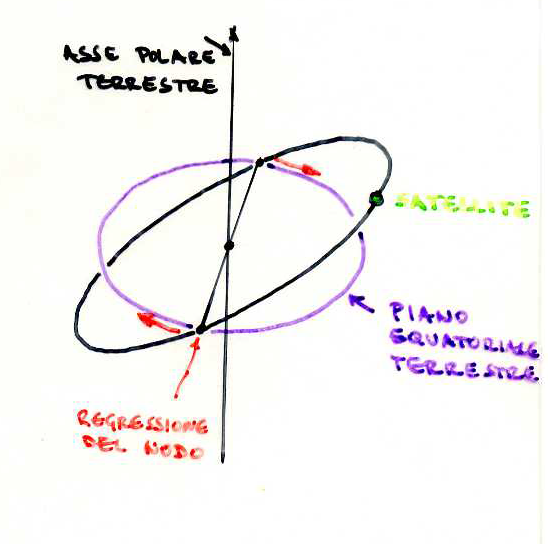 ASSE POLARE
TERRESTRE
SATELLITE
PIANO
EQUATORIALE
TERRESTRE
REGRESSIONE
DEL NODO